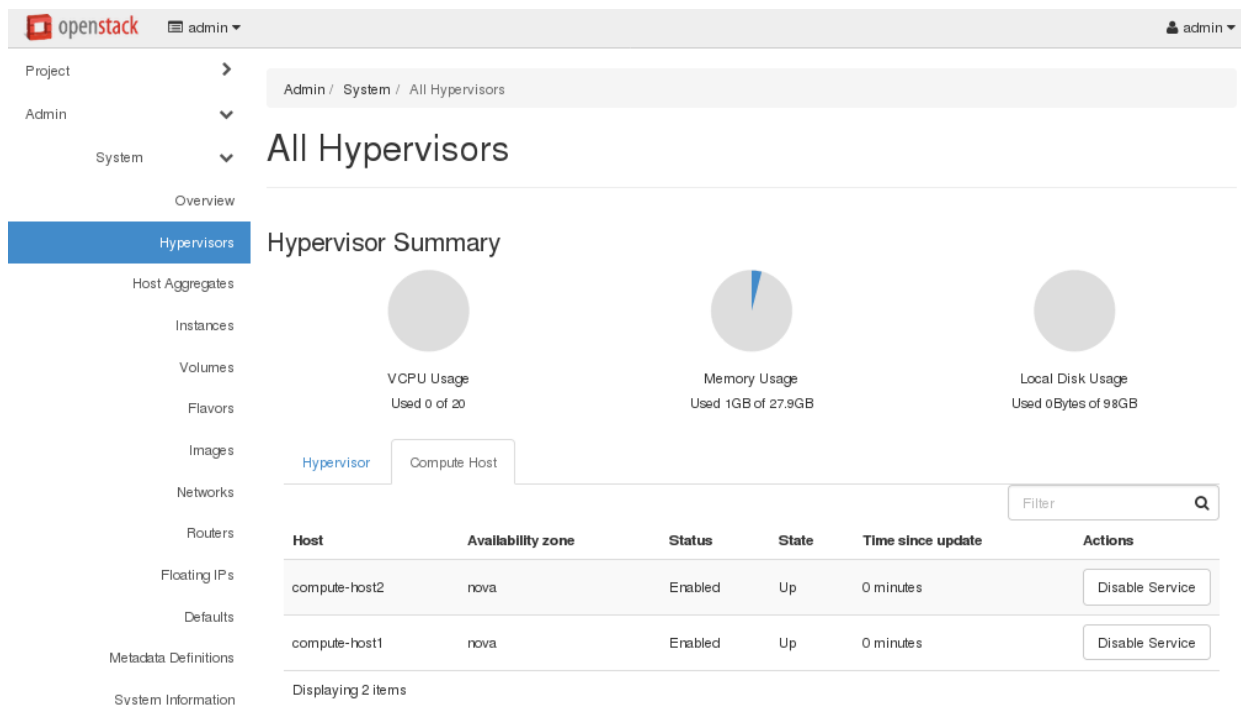 openstack admin admin
Project
Admin
System
Overview
Hypervisors
Host Aggregates
Instances
Volumes
Flavors
Images
Networks
Routers
Floating IPs
Defaults
Metadata Definitions
System Information
Admin / System / All Hypervisors
All Hypervisors
Hypervisor Summary
VCPU Usage
Used 0 of 20
Memory Usage
Used 1GB of 27.9GB
Local Disk Usage
Used 0Bytes of 98GB
Hypervisor Compute Host
Filter
Host Availability zone Status State Time since update Actions
compute-host2 nova Enabled Up 0 minutes Disable Service
compute-host1 nova Enabled Up 0 minutes Disable Service
Displaying 2 items